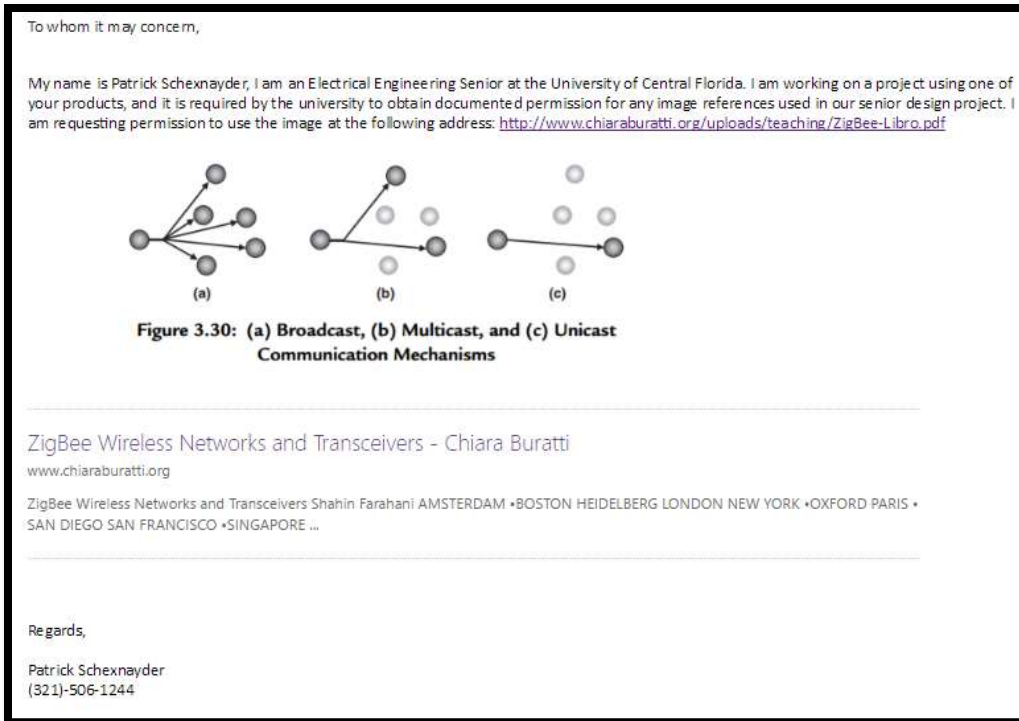 To whom it may concern,
My name is Patrick Schexnayder, I am an Electrical Engineering Senior at the University of Central Florida. I am working on a project using one of
your products, and it is required by the university to obtain documented permission for any image references used in our senior design project. I
am requesting permission to use the image at the following address: http://www.chiaraburatti.org/uploads/teaching/ZigBee-Libro.pdf
(a) (b) (c)
Figure 3.30: (a) Broadcast, (b) Multicast, and (c) Unicast
Communication Mechanisms
ZigBee Wireless Networks and Transceivers - Chiara Buratti
www.chiaraburatti.org
ZigBee Wireless Networks and Transceivers Shahin Farahani AMSTERDAM •BOSTON HEIDELBERG LONDON NEW YORK •OXFORD PARIS •
SAN DIEGO SAN FRANCISCO •SINGAPORE ...
Regards,
Patrick Schexnayder
(321)-506-1244